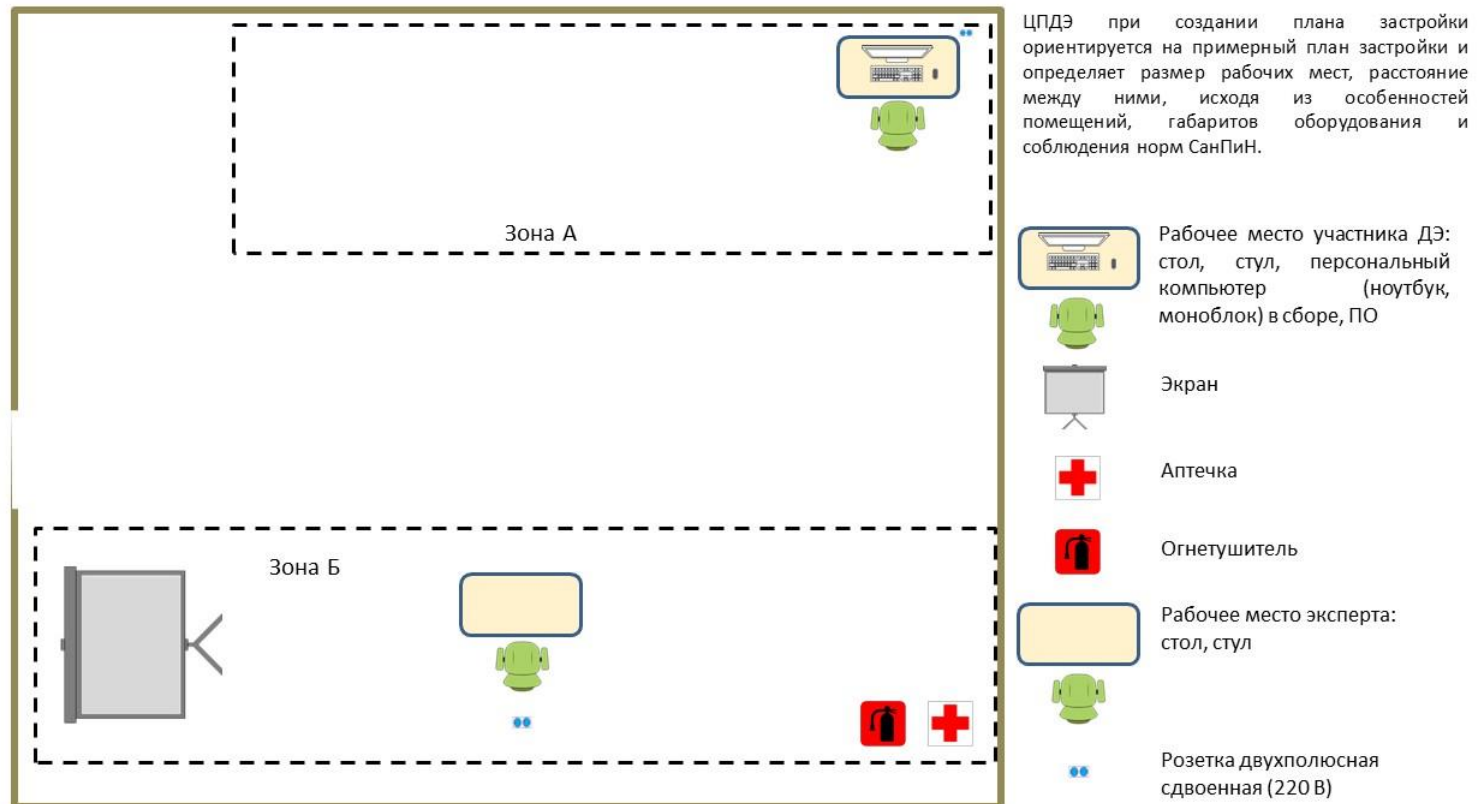 ЦПДЭ при создании плана застройки
ориентируется на примерный план застройки и
определяет размер рабочих мест, расстояние
между ними, исходя из особенностей
помещений, габаритов оборудования и
соблюдения норм СанПиН.
Зона А
Рабочее место участника ДЭ:
стол, стул, персональный
компьютер (ноутбук,
моноблок) в сборе, ПО
Экран
Аптечка
Огнетушитель
Зона Б
Рабочее место эксперта:
стол, стул
Розетка двухполюсная
сдвоенная (220 В)